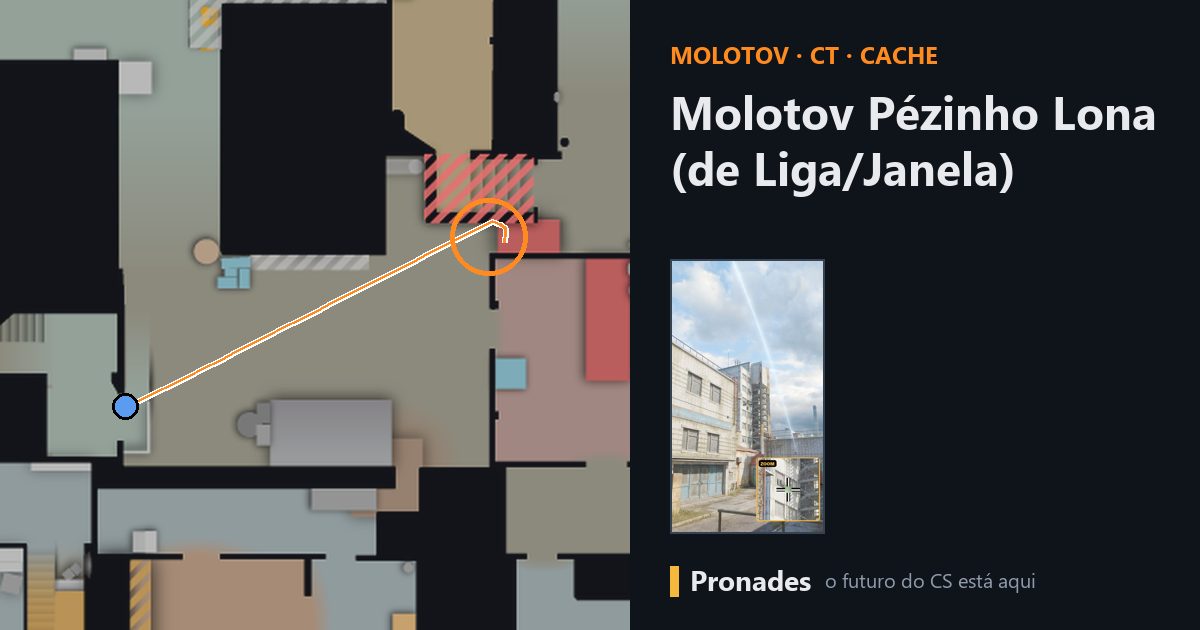 MOLOTOV · CT · CACHE
Molotov Pézinho Lona
(de Liga/Janela)
ZOOM
Pronades o futuro do CS está aqui